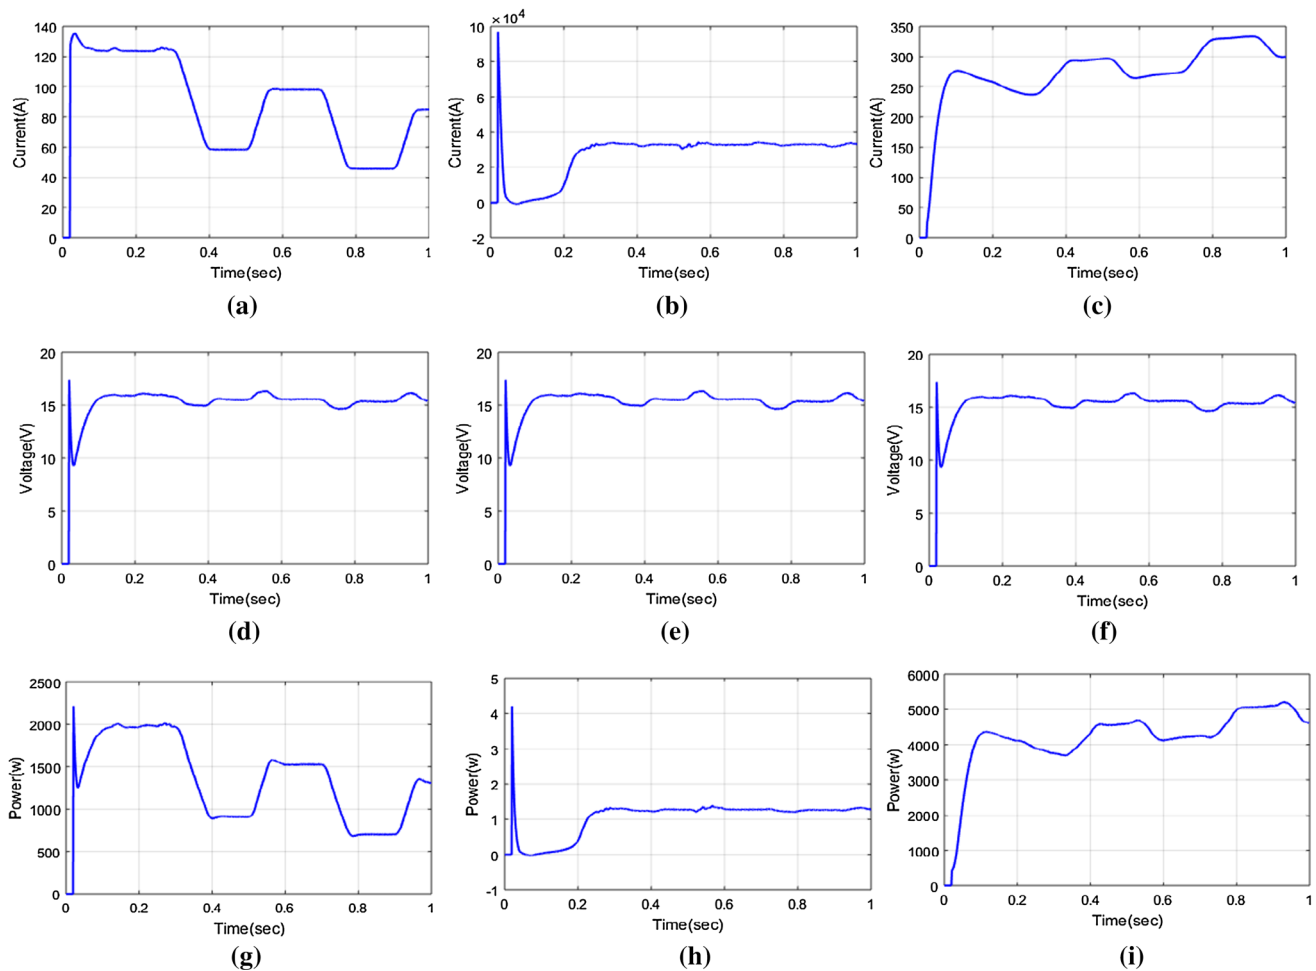 140
120
100
80
60
40
20
0
Current(A)
0 0.2 0.4 0.6 0.8 1
Time(sec)
(a)
×10⁴
10
8
6
4
2
0
-2
Current(A)
0 0.2 0.4 0.6 0.8 1
Time(sec)
(b)
350
300
250
200
150
100
50
0
Current(A)
0 0.2 0.4 0.6 0.8 1
Time(sec)
(c)
20
15
10
5
0
Voltage(V)
0 0.2 0.4 0.6 0.8 1
Time(sec)
(d)
20
15
10
5
0
Voltage(V)
0 0.2 0.4 0.6 0.8 1
Time(sec)
(e)
20
15
10
5
0
Voltage(V)
0 0.2 0.4 0.6 0.8 1
Time(sec)
(f)
2500
2000
1500
1000
500
0
Power(w)
0 0.2 0.4 0.6 0.8 1
Time(sec)
(g)
5
4
3
2
1
0
-1
Power(w)
0 0.2 0.4 0.6 0.8 1
Time(sec)
(h)
6000
5000
4000
3000
2000
1000
0
Power(w)
0 0.2 0.4 0.6 0.8 1
Time(sec)
(i)